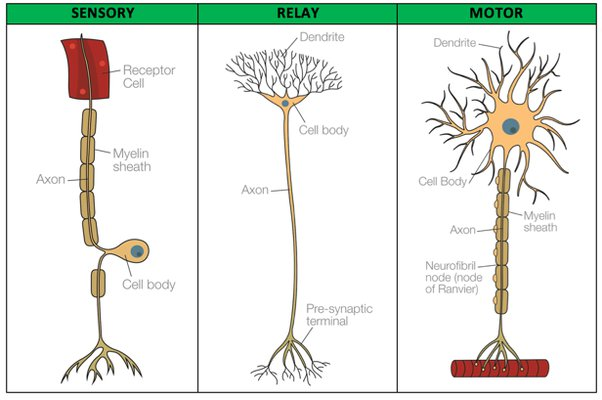 SENSORY
Receptor
Cell
Myelin
sheath
Axon
Cell body
RELAY
Dendrite
Cell body
Axon
Pre-synaptic
terminal
MOTOR
Dendrite
Cell Body
Myelin
sheath
Axon
Neurofibril
node (node
of Ranvier)